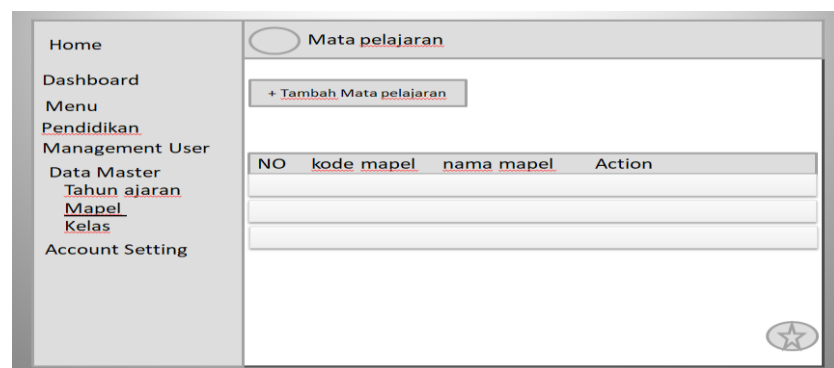 Home
Dashboard
Menu
Pendidikan
Management User
Data Master
Tahun ajaran
Mapel
Kelas
Account Setting
Mata pelajaran
+ Tambah Mata pelajaran
NO kode mapel nama mapel Action